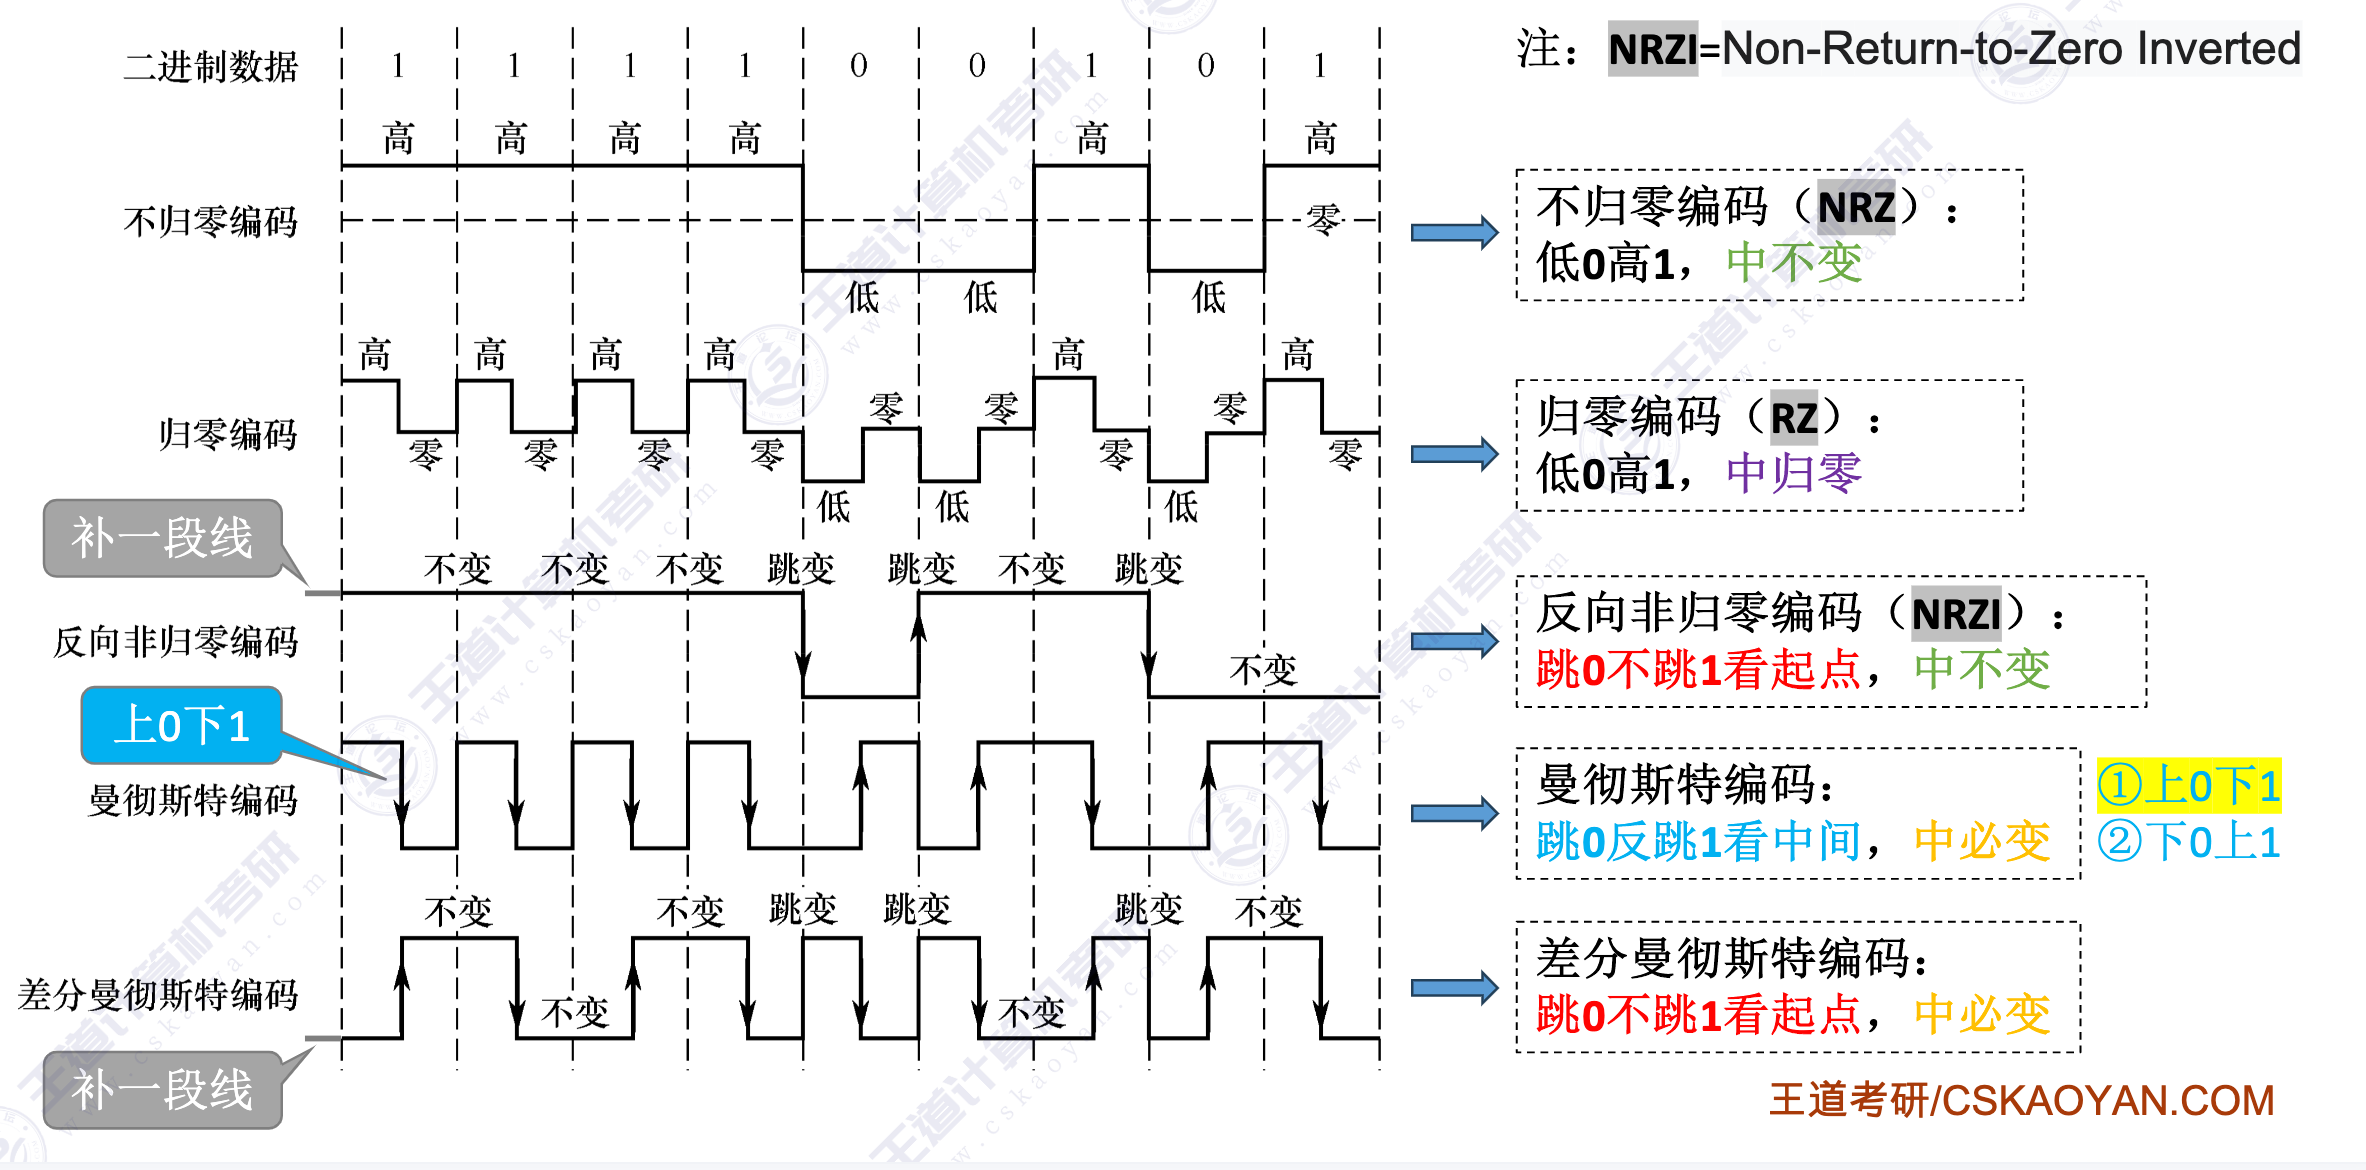 二进制数据 1 1 1 1 0 0 1 0 1
注：NRZI=Non-Return-to-Zero Inverted
高 高 高 高 高 高
不归零编码 零
低 低 低
不归零编码（NRZ）：
低0高1，中不变
高 高 高 高 高 高
零 零 零
归零编码
零 零 零 零 零 零
低 低 低
归零编码（RZ）：
低0高1，中归零
补一段线
不变 不变 不变 跳变 跳变 不变 跳变
反向非归零编码
不变
反向非归零编码（NRZI）：
跳0不跳1看起点，中不变
上0下1
曼彻斯特编码
曼彻斯特编码：
跳0反跳1看中间，中必变
①上0下1
②下0上1
不变 不变 跳变 跳变 跳变 不变
差分曼彻斯特编码
不变 不变
补一段线
差分曼彻斯特编码：
跳0不跳1看起点，中必变
王道考研/CSKAOYAN.COM
王道计算机考研
www.cskaoyan.com